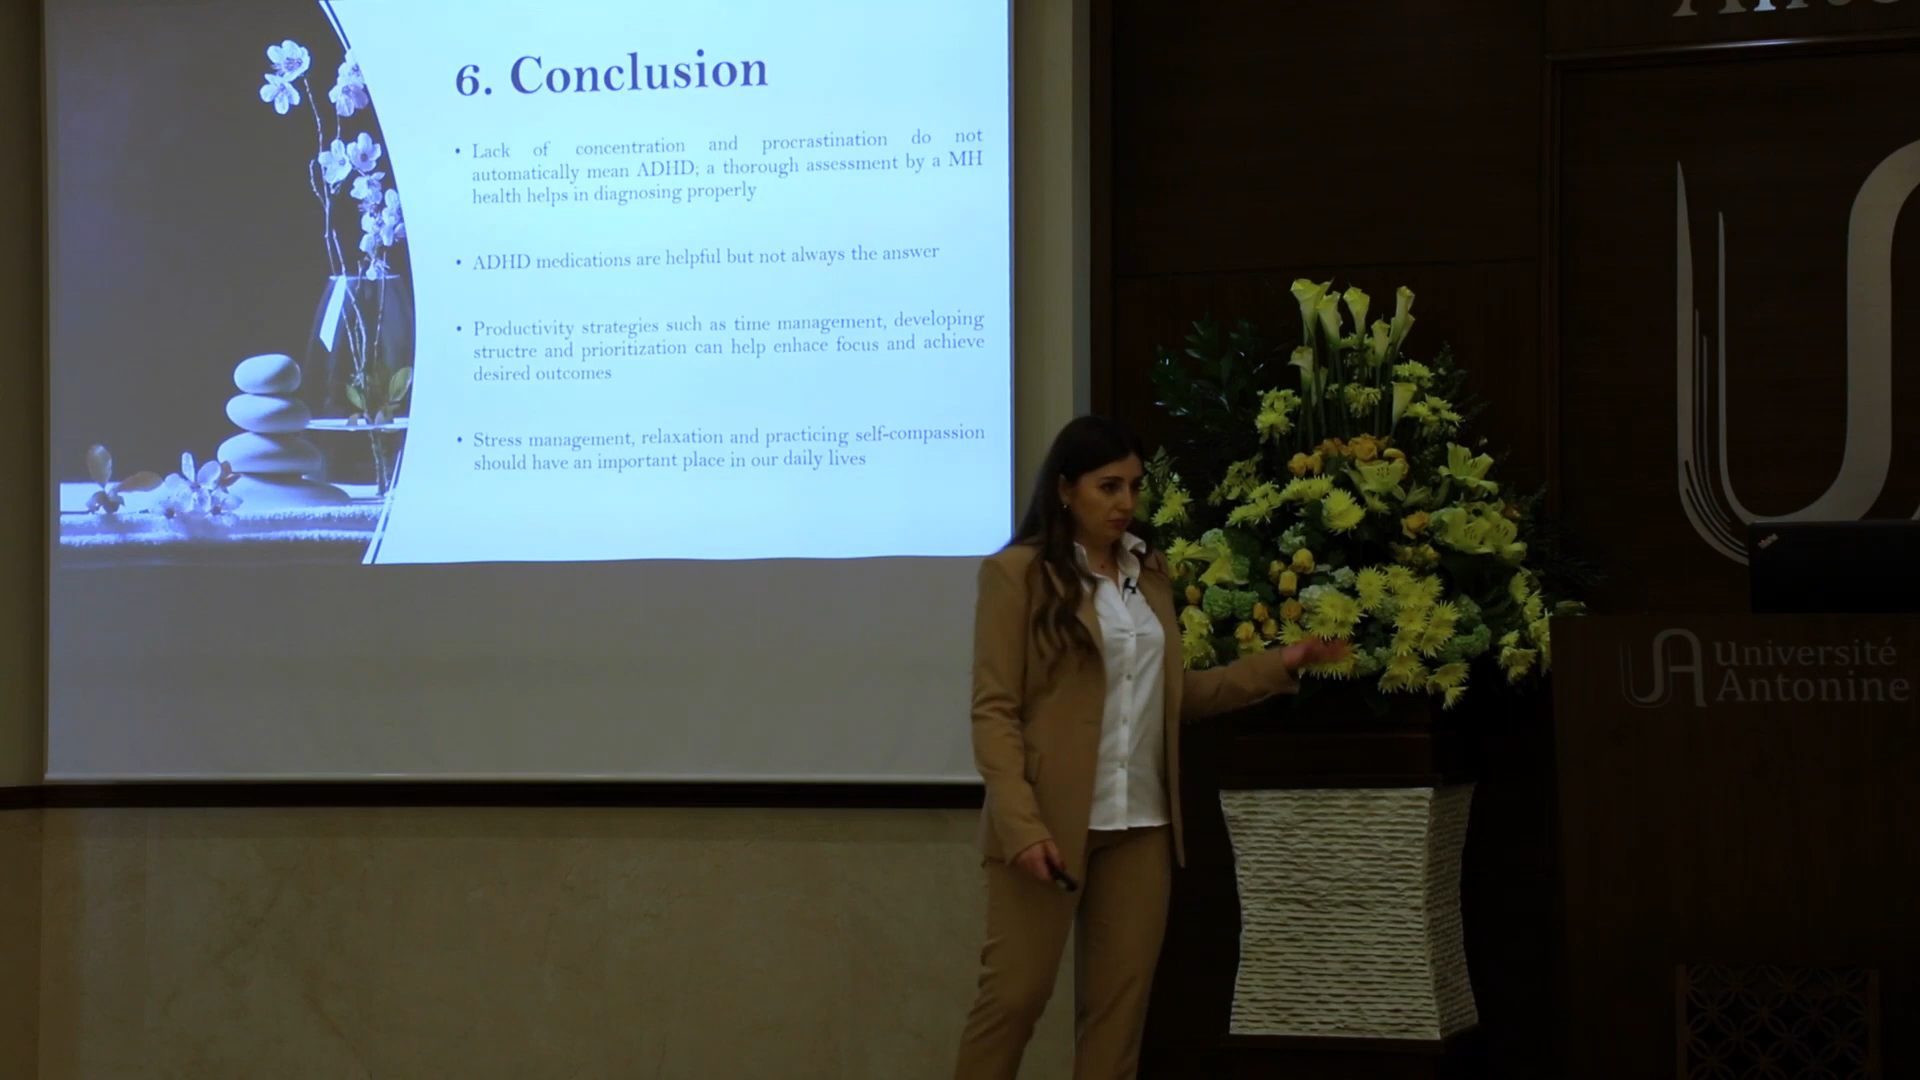 6. Conclusion
• Lack of concentration and procrastination do not
automatically mean ADHD; a thorough assessment by a MH
health helps in diagnosing properly
• ADHD medications are helpful but not always the answer
• Productivity strategies such as time management, developing
structre and prioritization can help enhace focus and achieve
desired outcomes
• Stress management, relaxation and practicing self-compassion
should have an important place in our daily lives
UA
Université
Antonine